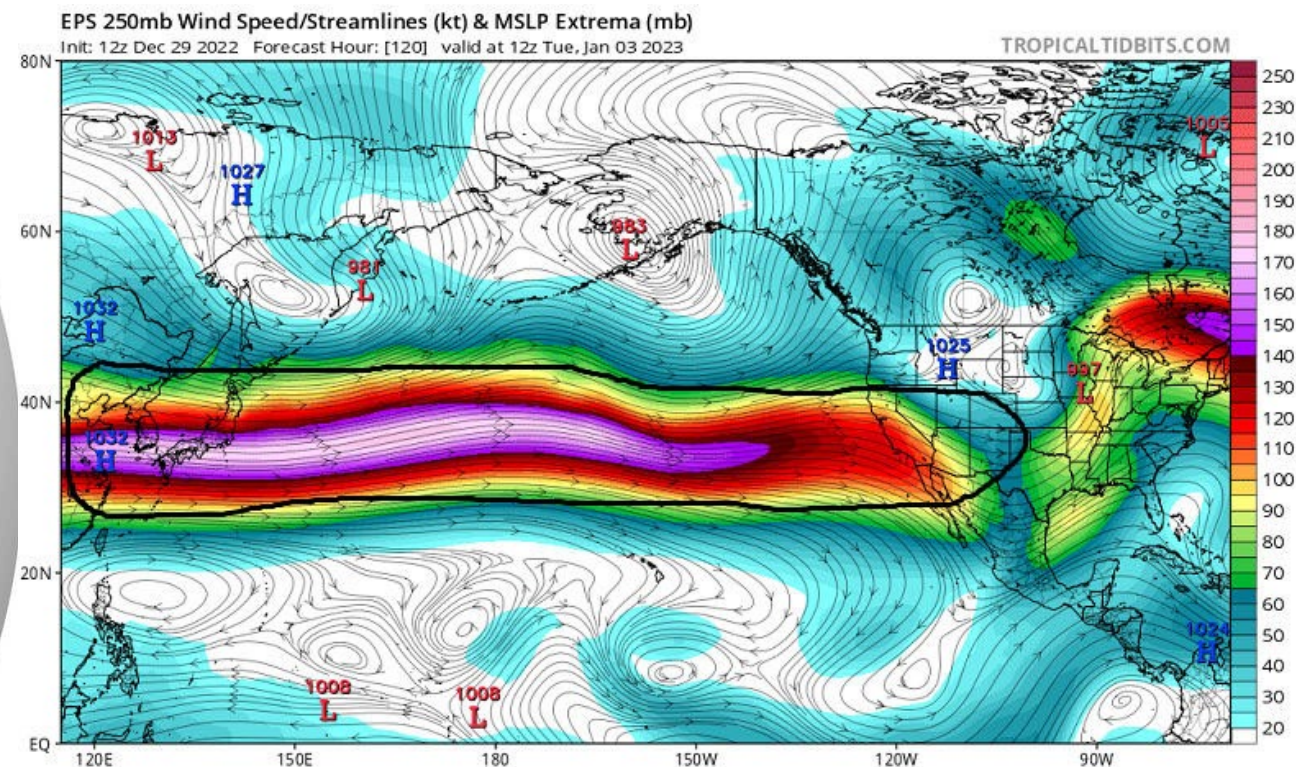 EPS 250mb Wind Speed/Streamlines (kt) & MSLP Extrema (mb)
Init: 12z Dec 29 2022 Forecast Hour: [120] valid at 12z Tue, Jan 03 2023
TROPICALTIDBITS.COM
80N
60N
40N
20N
EQ
120E
150E
180
150W
120W
90W
250
230
210
200
190
180
170
160
150
140
130
120
110
100
90
80
70
60
50
40
30
20
1013
L
1027
H
1005
L
983
L
981
L
1032
H
1025
H
997
L
1032
H
1024
H
1008
L
1008
L